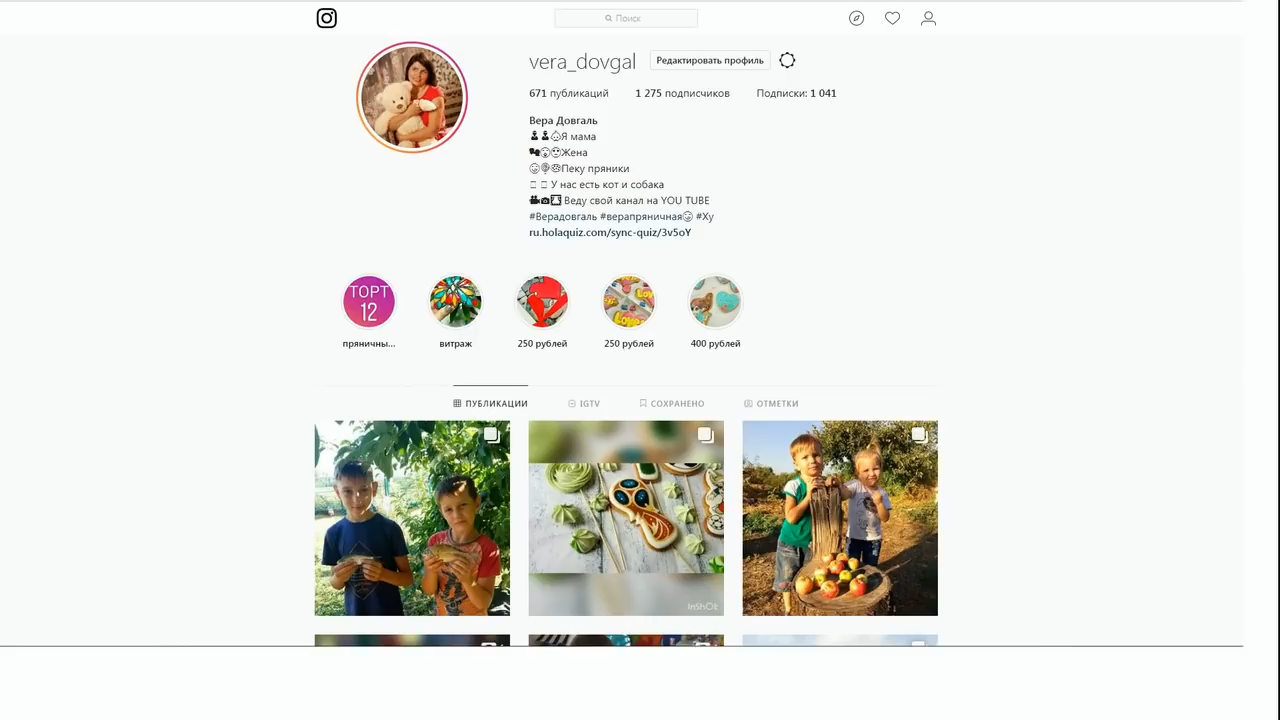 Поиск
vera_dovgal Редактировать профиль
671 публикаций 1 275 подписчиков Подписки: 1 041
Вера Довгаль
Я мама
Жена
Пеку пряники
У нас есть кот и собака
Веду свой канал на YOU TUBE
#Верадовгаль #верапряничная #Ху
ru.holaquiz.com/sync-quiz/3v5oY
ТОРТ
12
пряничны... витраж 250 рублей 250 рублей 400 рублей
ПУБЛИКАЦИИ IGTV СОХРАНЕНО ОТМЕТКИ
InShOt